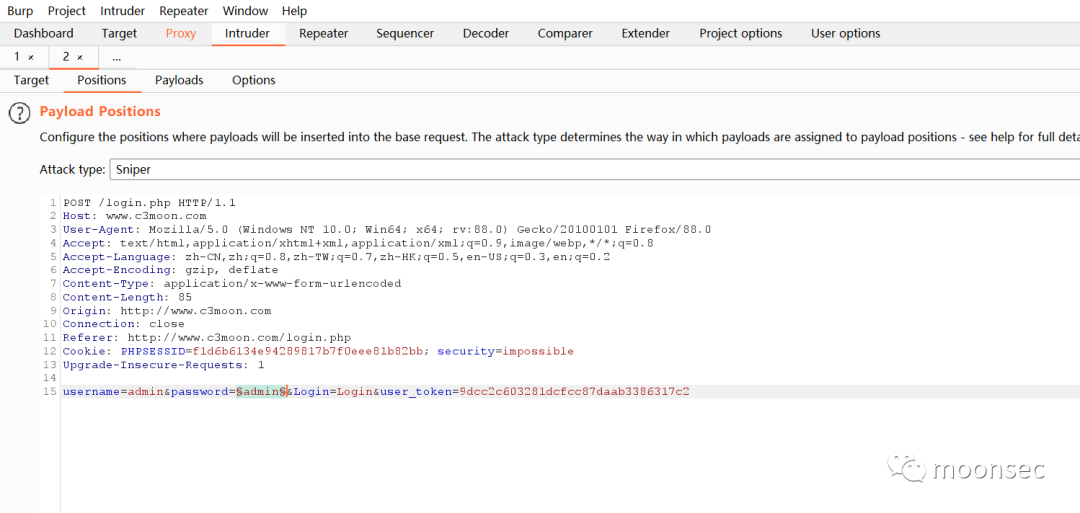 Burp Project Intruder Repeater Window Help
Dashboard Target Proxy Intruder Repeater Sequencer Decoder Comparer Extender Project options User options
1 × 2 × ...
Target Positions Payloads Options
? Payload Positions
Configure the positions where payloads will be inserted into the base request. The attack type determines the way in which payloads are assigned to payload positions - see help for full deta
Attack type: Sniper
1 POST /login.php HTTP/1.1
2 Host: www.c3moon.com
3 User-Agent: Mozilla/5.0 (Windows NT 10.0; Win64; x64; rv:88.0) Gecko/20100101 Firefox/88.0
4 Accept: text/html,application/xhtml+xml,application/xml;q=0.9,image/webp,*/*;q=0.8
5 Accept-Language: zh-CN,zh;q=0.8,zh-TW;q=0.7,zh-HK;q=0.5,en-US;q=0.3,en;q=0.2
6 Accept-Encoding: gzip, deflate
7 Content-Type: application/x-www-form-urlencoded
8 Content-Length: 85
9 Origin: http://www.c3moon.com
10 Connection: close
11 Referer: http://www.c3moon.com/login.php
12 Cookie: PHPSESSID=f1d6b6134e94289817b7f0eee81b82bb; security=impossible
13 Upgrade-Insecure-Requests: 1
14
15 username=admin&password=§admin§&Login=Login&user_token=9dcc2c603281dcfcc87daab3386317c2
moonsec